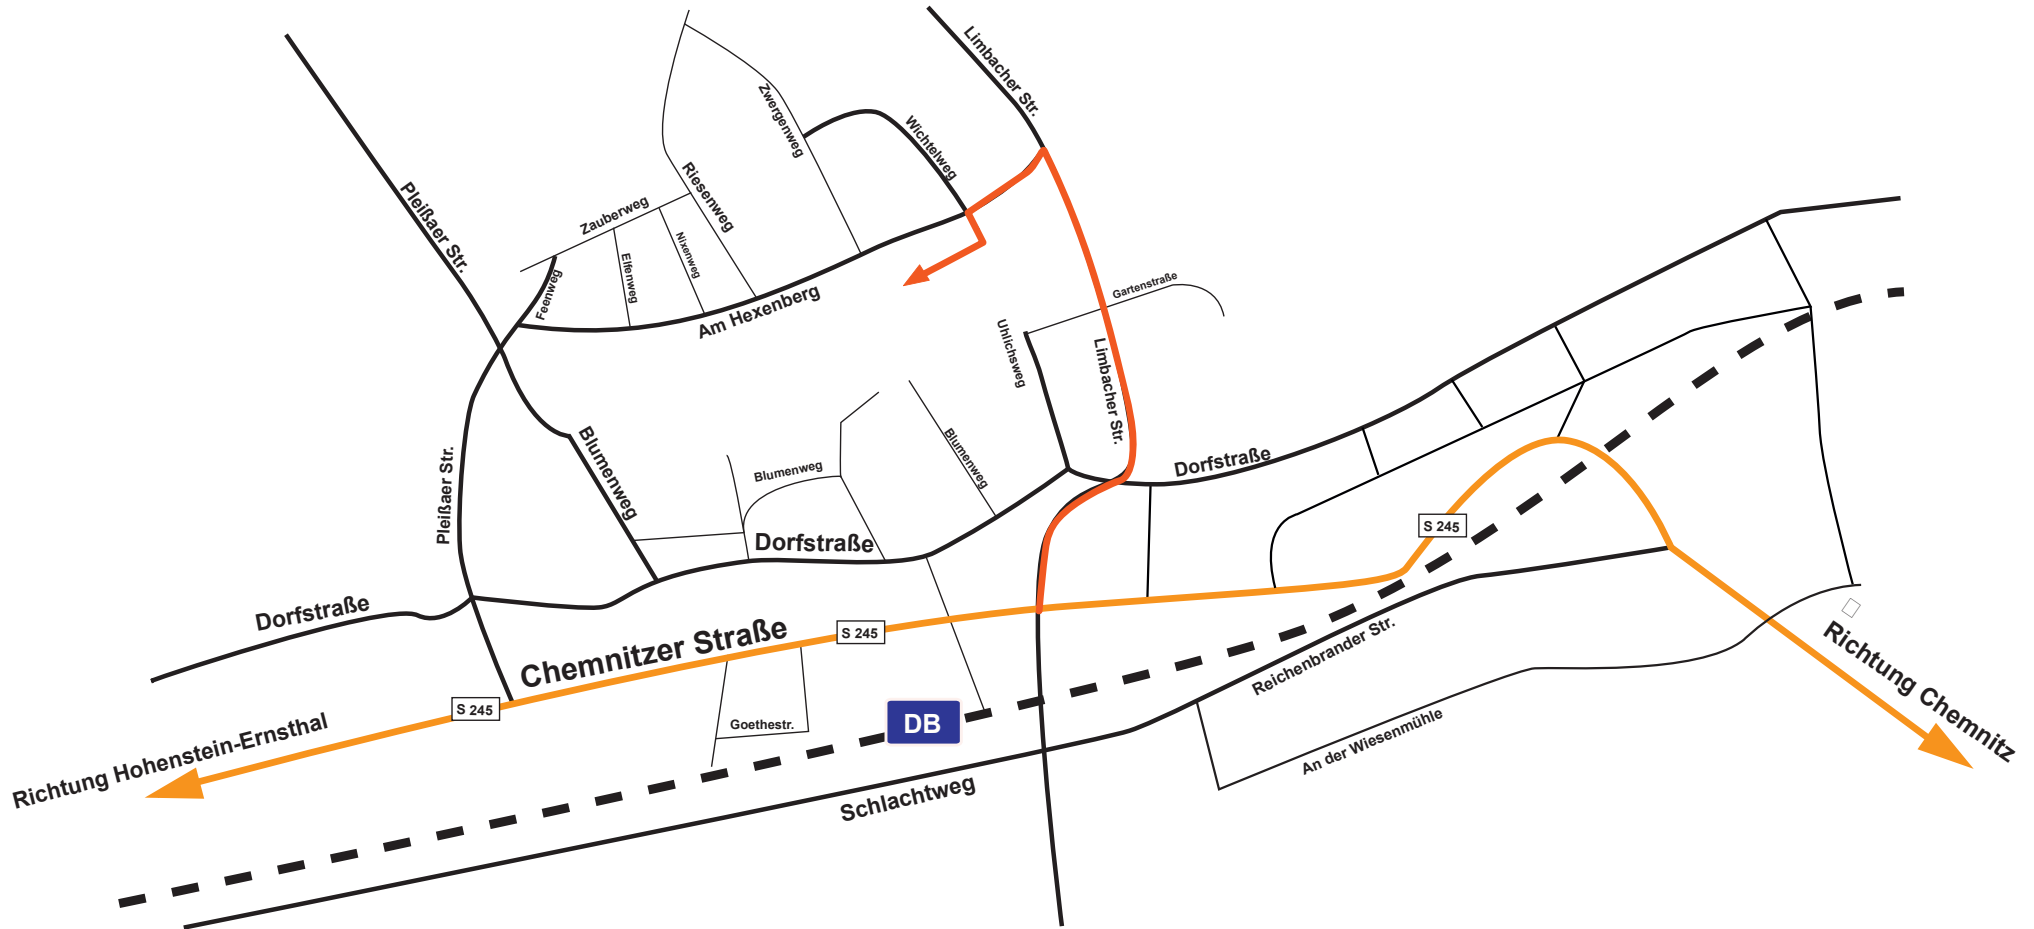 Limbacher Str.
Zwergenweg
Wichtelweg
Pleißaer Str.
Riesenweg
Zauberweg
Nixenweg
Elfenweg
Feenweg
Am Hexenberg
Gartenstraße
Uhlichsweg
Limbacher Str.
Blumenweg
Blumenweg
Blumenweg
Pleißaer Str.
Dorfstraße
Dorfstraße
Dorfstraße
S 245
Chemnitzer Straße
S 245
S 245
Reichenbrander Str.
Richtung Chemnitz
Goethestr.
DB
Richtung Hohenstein-Ernsthal
An der Wiesenmühle
Schlachtweg